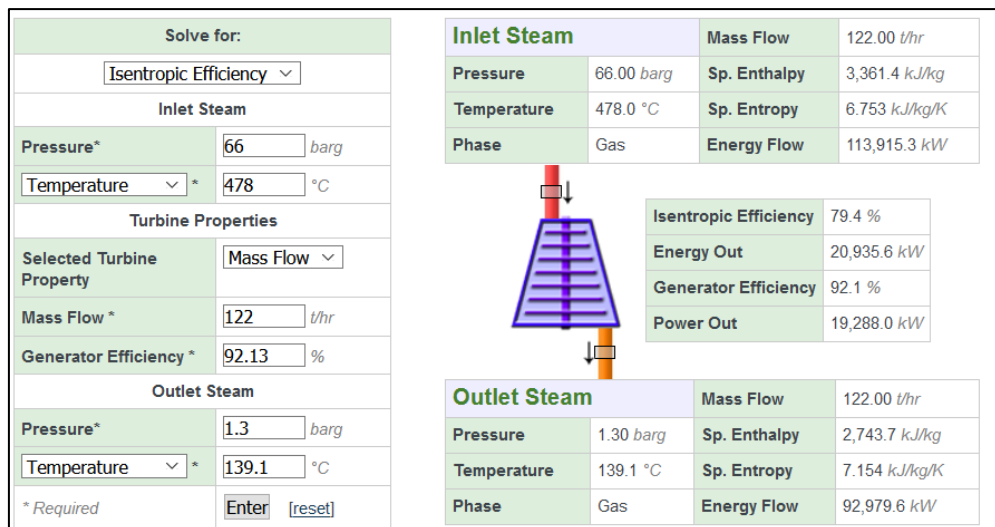 Solve for:
Isentropic Efficiency
Inlet Steam
Pressure* 66 barg
Temperature * 478 °C
Turbine Properties
Selected Turbine Property Mass Flow
Mass Flow * 122 t/hr
Generator Efficiency * 92.13 %
Outlet Steam
Pressure* 1.3 barg
Temperature * 139.1 °C
* Required Enter [reset]
Inlet Steam Mass Flow 122.00 t/hr
Pressure 66.00 barg Sp. Enthalpy 3,361.4 kJ/kg
Temperature 478.0 °C Sp. Entropy 6.753 kJ/kg/K
Phase Gas Energy Flow 113,915.3 kW
Isentropic Efficiency 79.4 %
Energy Out 20,935.6 kW
Generator Efficiency 92.1 %
Power Out 19,288.0 kW
Outlet Steam Mass Flow 122.00 t/hr
Pressure 1.30 barg Sp. Enthalpy 2,743.7 kJ/kg
Temperature 139.1 °C Sp. Entropy 7.154 kJ/kg/K
Phase Gas Energy Flow 92,979.6 kW